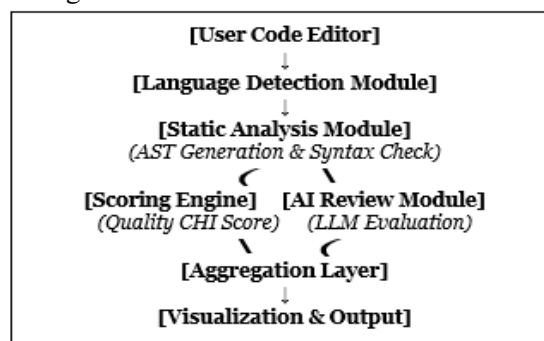 [User Code Editor]
↓
[Language Detection Module]
↓
[Static Analysis Module]
(AST Generation & Syntax Check)
[Scoring Engine] [AI Review Module]
(Quality CHI Score) (LLM Evaluation)
[Aggregation Layer]
↓
[Visualization & Output]